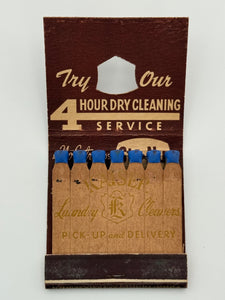 Try Our
4 HOUR DRY CLEANING
SERVICE
K
Laundry Cleaners
PICK-UP and DELIVERY